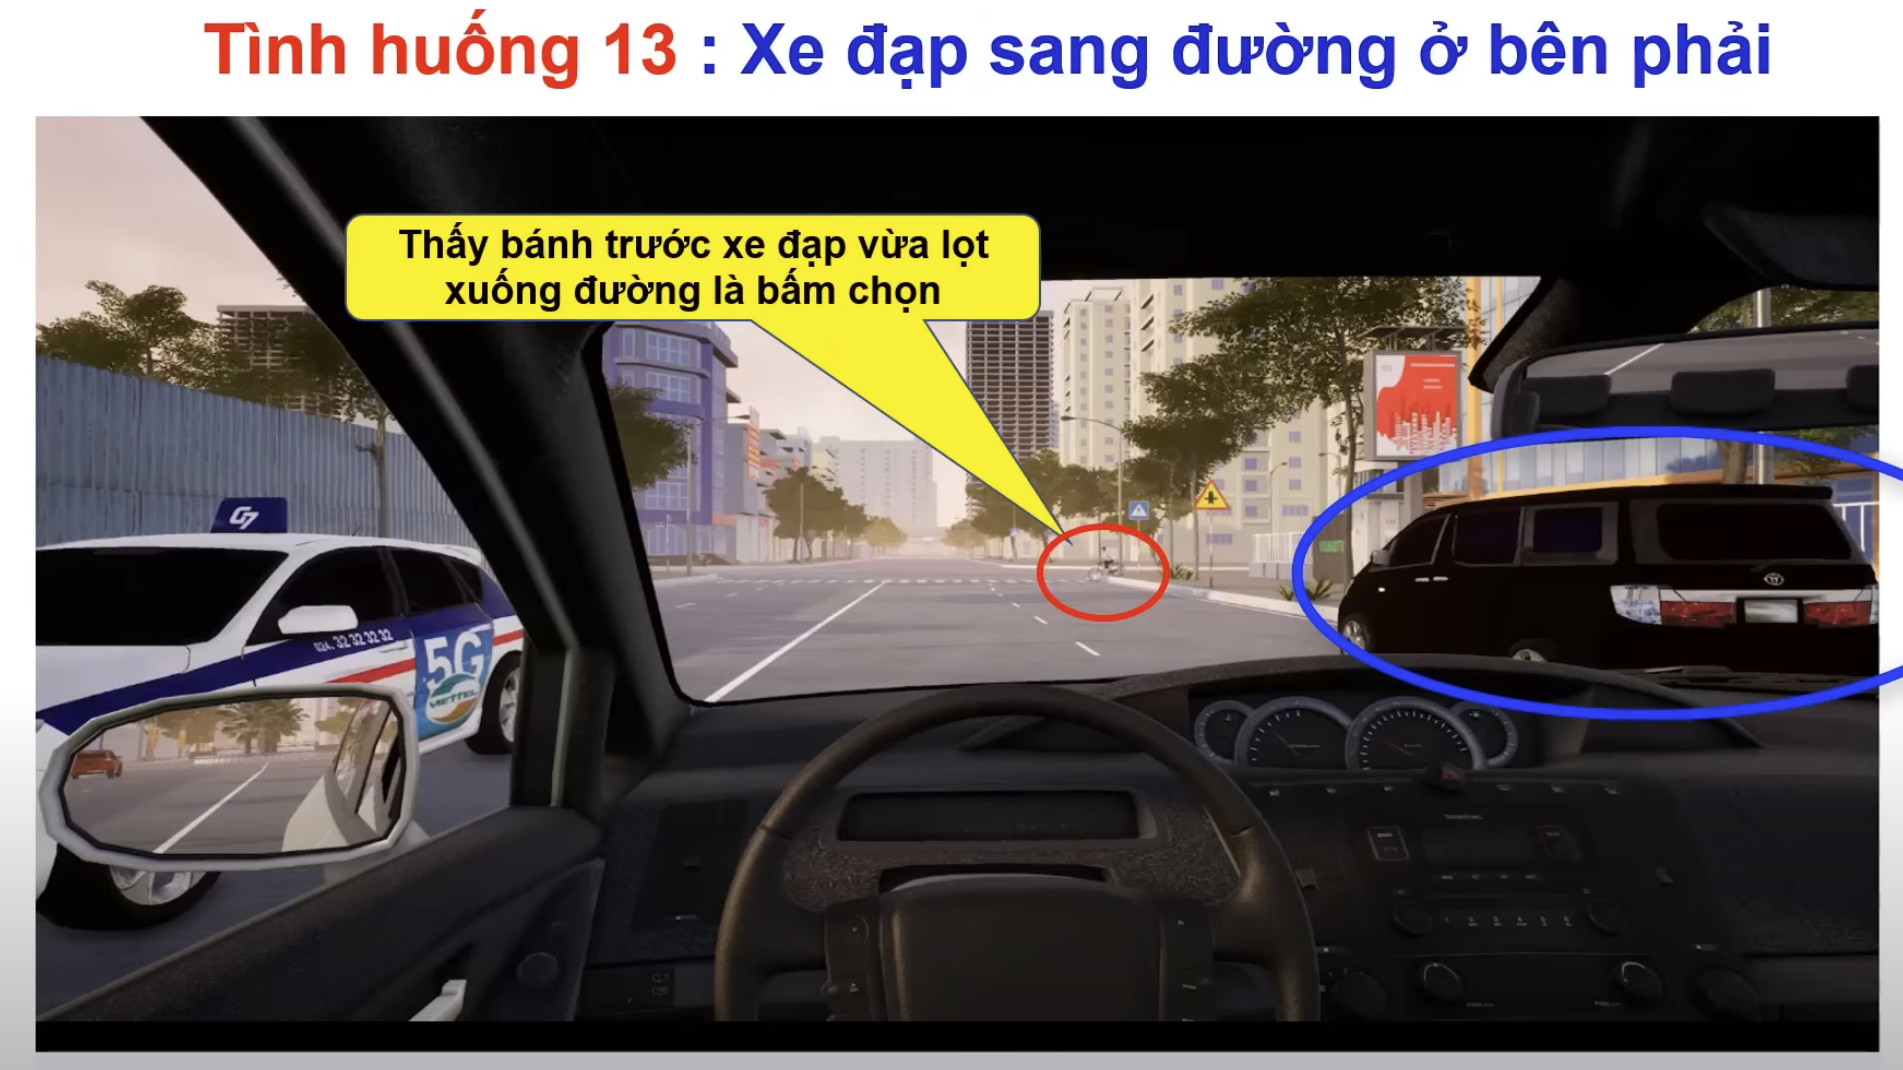 Tình huống 13 : Xe đạp sang đường ở bên phải
Thấy bánh trước xe đạp vừa lọt
xuống đường là bấm chọn
G7
024. 32 32 32 32
5G
VIETTEL